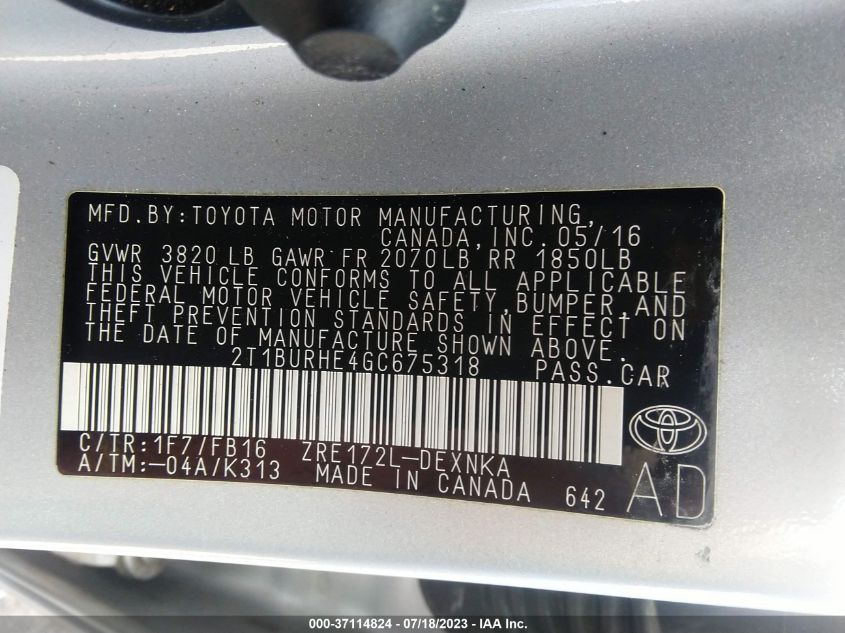 MFD.BY:TOYOTA MOTOR MANUFACTURING,
CANADA,INC.05/16
GVWR 3820 LB GAWR FR 2070LB RR 1850LB
THIS VEHICLE CONFORMS TO ALL APPLICABLE
FEDERAL MOTOR VEHICLE SAFETY,BUMPER,AND
THEFT PREVENTION STANDARDS IN EFFECT ON
THE DATE OF MANUFACTURE SHOWN ABOVE.
2T1BURHE4GC675318 PASS.CAR
C/TR:1F7/FB16 ZRE172L-DEXNKA
A/TM:-04A/K313 MADE IN CANADA 642
AD
000-37114824 / 07/18/2023 - IAA Inc.